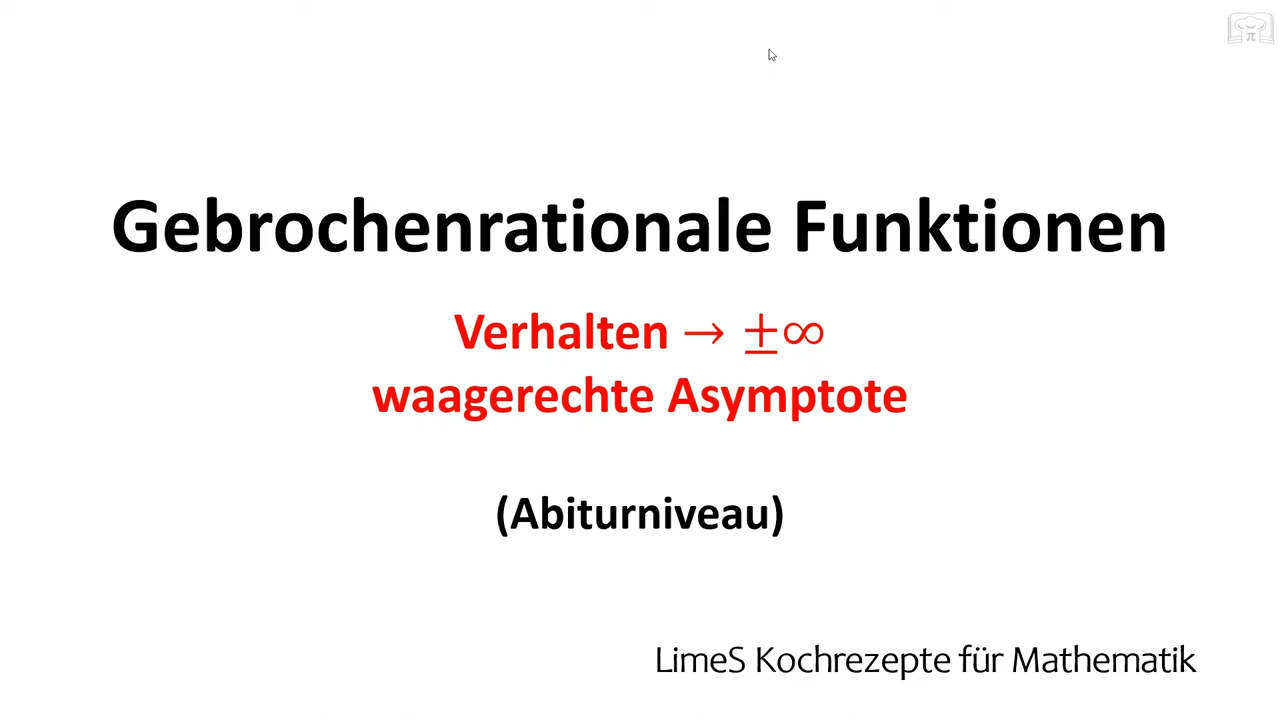 Gebrochenrationale Funktionen
Verhalten → ±∞
waagerechte Asymptote
(Abiturniveau)
LimeS Kochrezepte für Mathematik
π